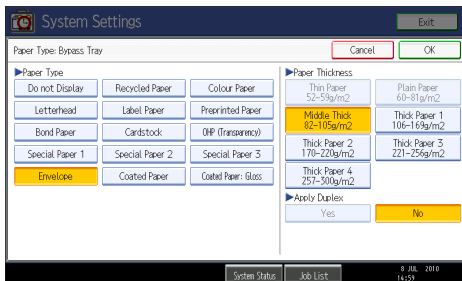 System Settings
Exit
Paper Type: Bypass Tray
Cancel
OK
▶Paper Type
Do not Display
Recycled Paper
Colour Paper
Letterhead
Label Paper
Preprinted Paper
Bond Paper
Cardstock
OHP (Transparency)
Special Paper 1
Special Paper 2
Special Paper 3
Envelope
Coated Paper
Coated Paper: Gloss
▶Paper Thickness
Thin Paper
52-59g/m2
Plain Paper
60-81g/m2
Middle Thick
82-105g/m2
Thick Paper 1
106-169g/m2
Thick Paper 2
170-220g/m2
Thick Paper 3
221-256g/m2
Thick Paper 4
257-300g/m2
▶Apply Duplex
Yes
No
System Status
Job List
8 JUL 2010
14:59